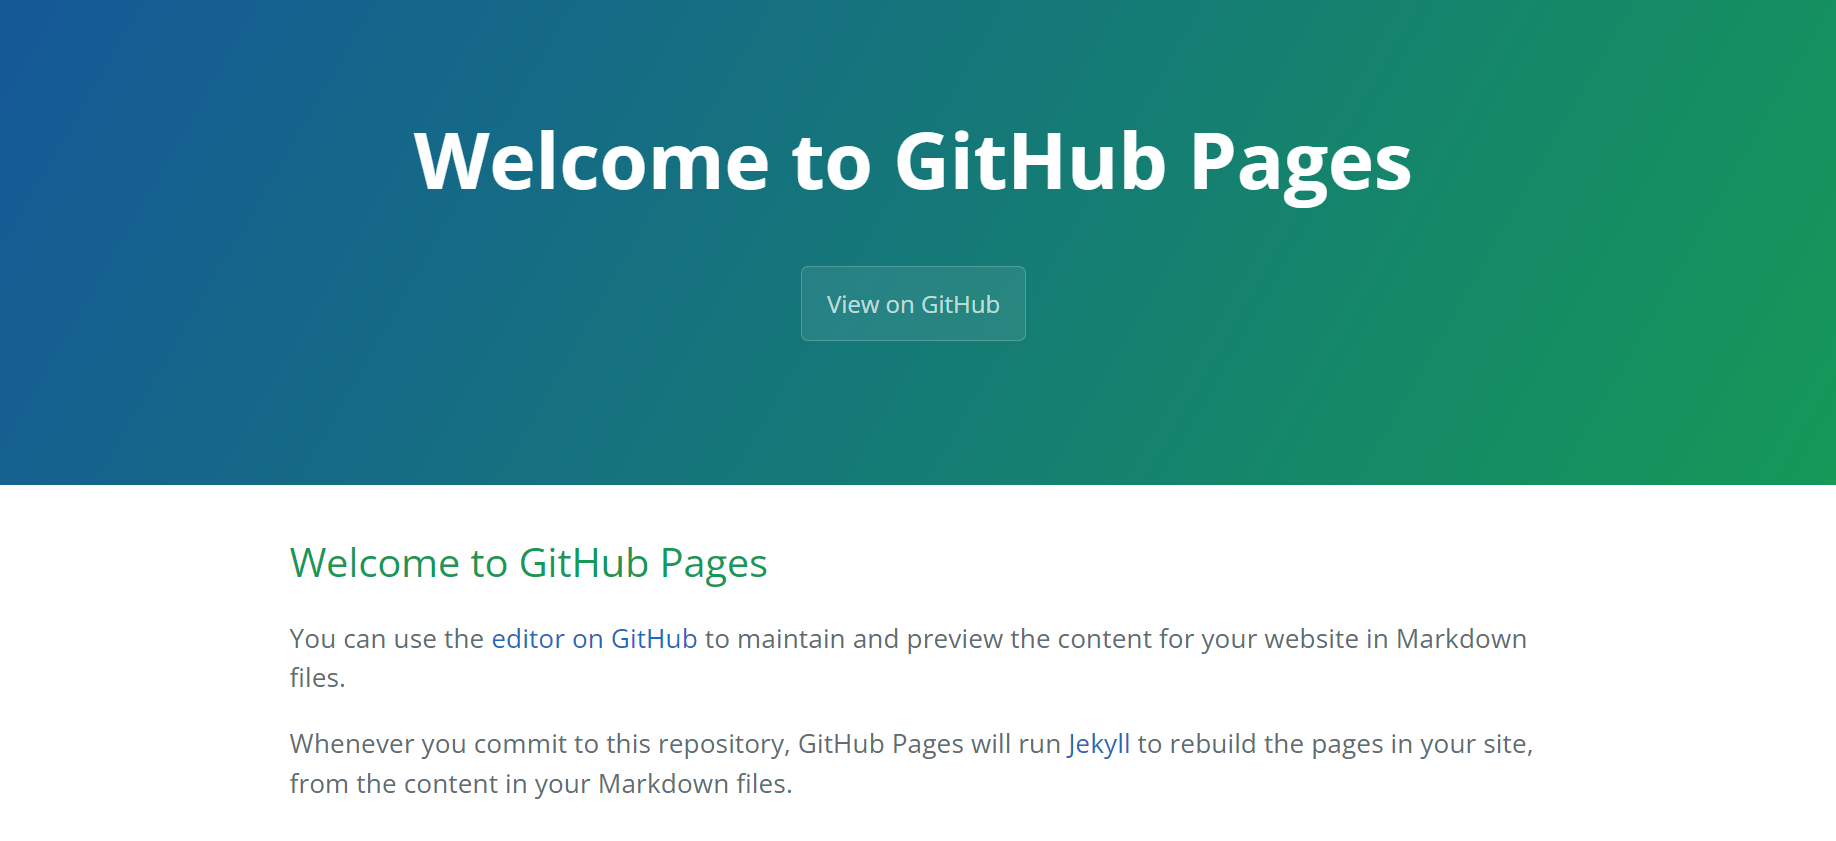 Welcome to GitHub Pages
View on GitHub
Welcome to GitHub Pages
You can use the editor on GitHub to maintain and preview the content for your website in Markdown
files.
Whenever you commit to this repository, GitHub Pages will run Jekyll to rebuild the pages in your site,
from the content in your Markdown files.